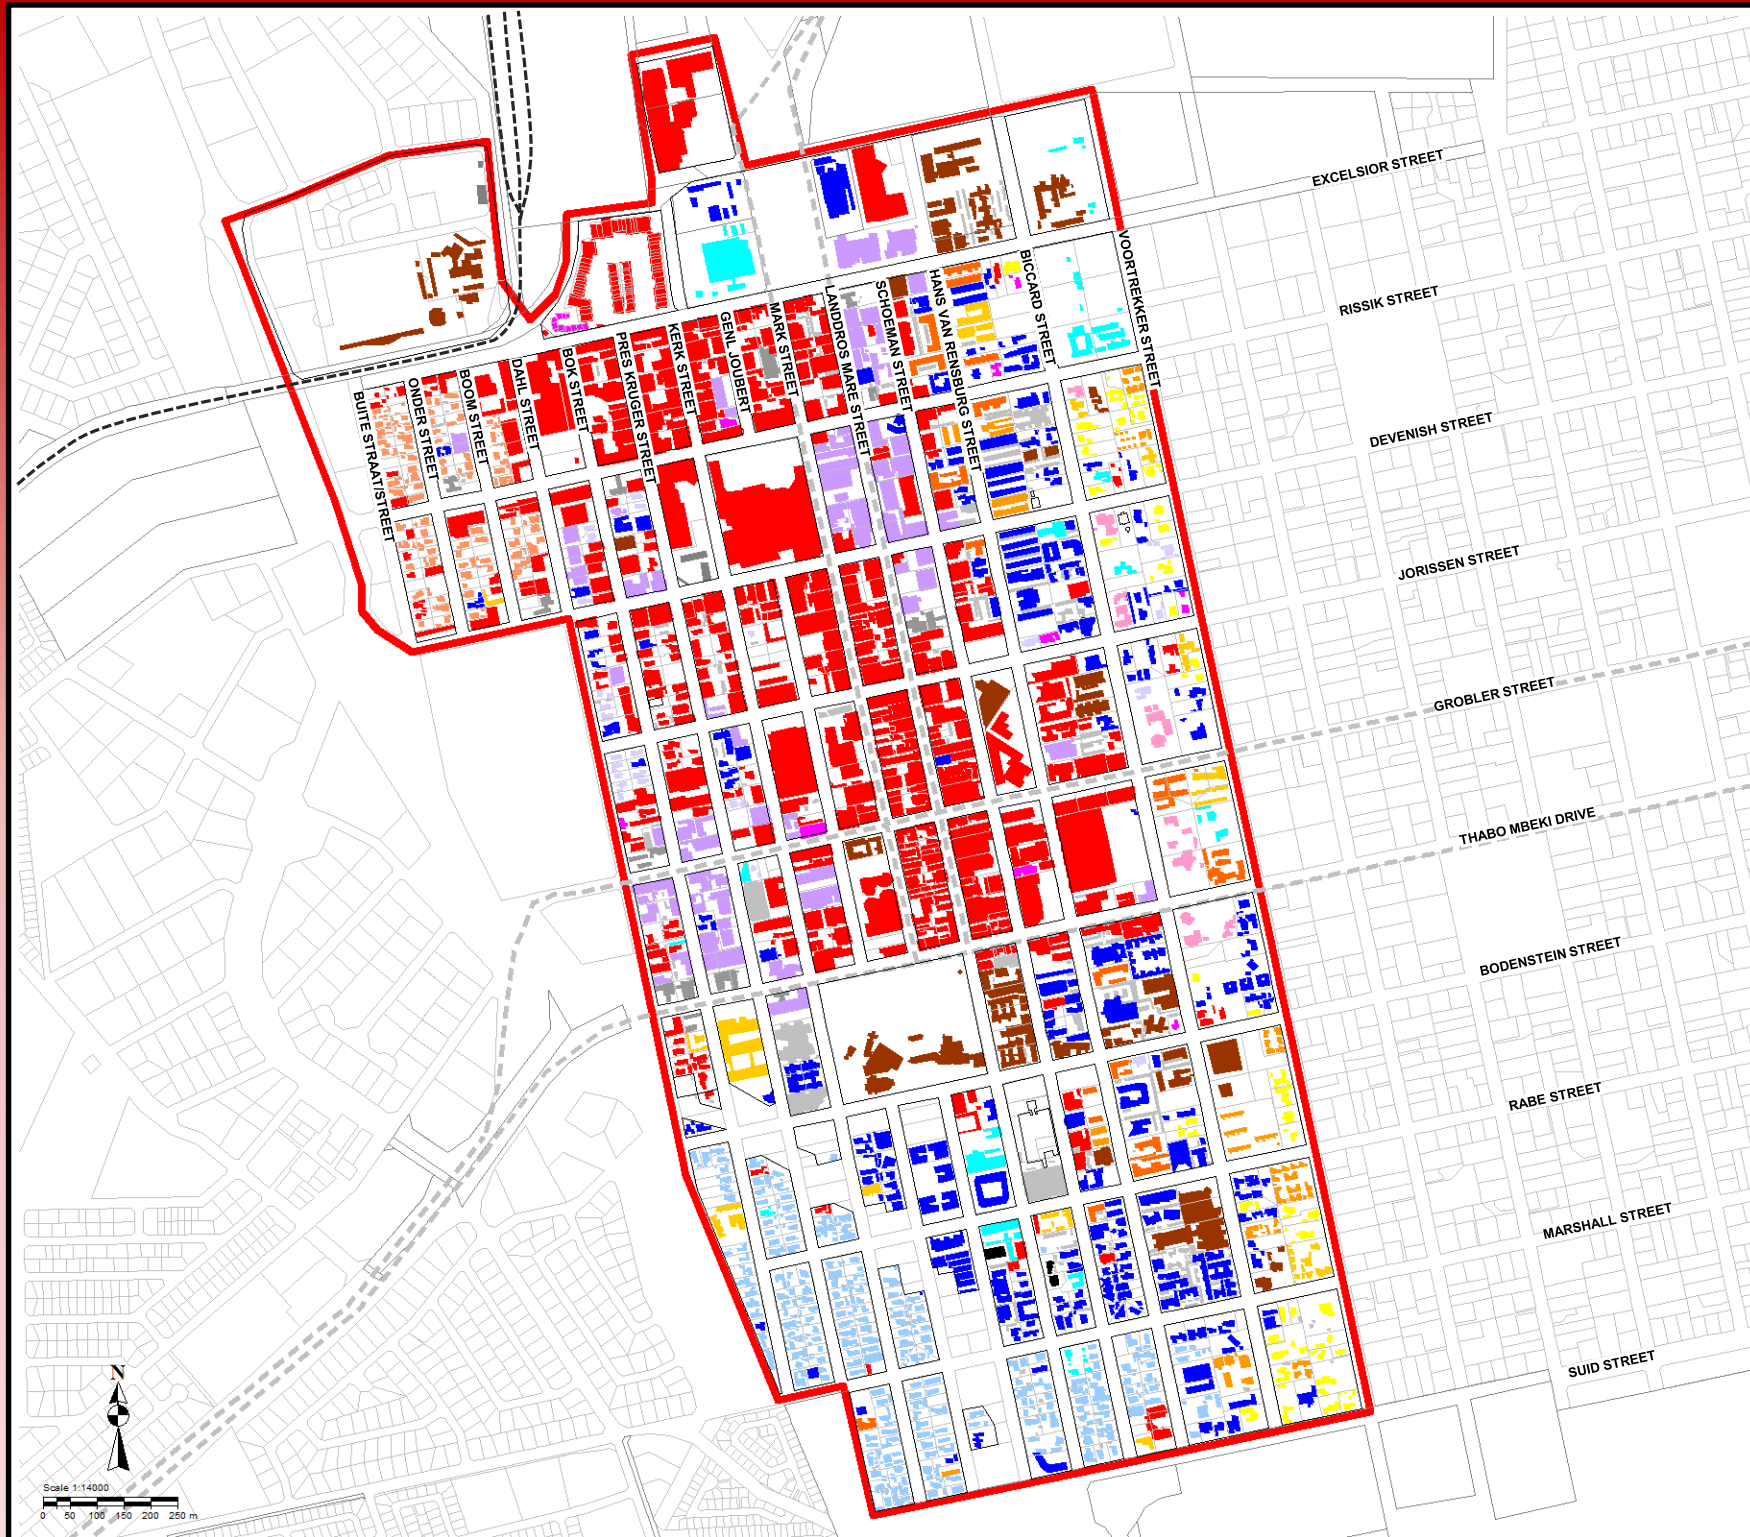 EXCELSIOR STREET
RISSIK STREET
DEVENISH STREET
JORISSEN STREET
GROBLER STREET
THABO MBEKI DRIVE
BODENSTEIN STREET
RABE STREET
MARSHALL STREET
SUID STREET
BUITE STRAAT/STREET
ONDER STREET
BOOM STREET
DAHL STREET
BOK STREET
PRES KRUGER STREET
KERK STREET
GENL JOUBERT
MARK STREET
LANDDROS MARE STREET
SCHOEMAN STREET
HANS VAN RENSBURG STREET
BICCARD STREET
VOORTREKKER STREET
N
Scale 1:14000
0 50 100 150 200 250 m